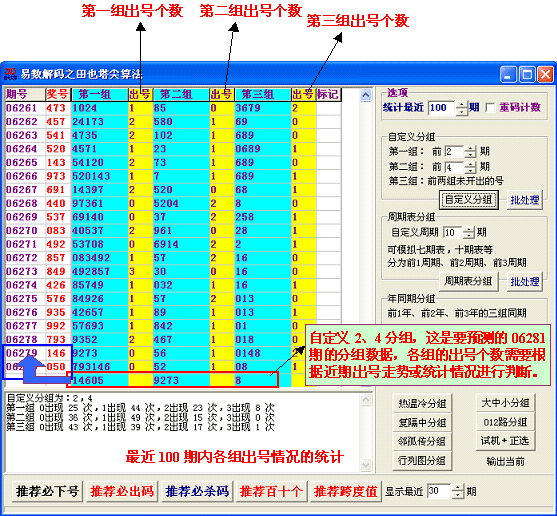 第一组出号个数
第二组出号个数
第三组出号个数
易数解码之田也塔尖算法
期号 奖号 第一组 出号 第二组 出号 第三组 出号 标记
06261 473 1024 1 85 0 3679 2
06262 457 24173 2 580 1 69 0
06263 541 4735 2 102 1 689 0
06264 520 4571 1 23 1 0689 1
06265 143 54120 2 73 1 689 0
06266 973 520143 1 7 1 689 1
06267 691 14397 2 520 0 68 1
06268 440 97361 0 5204 2 8 0
06269 537 69140 0 37 2 258 1
06270 083 40537 2 961 0 28 1
06271 492 53708 0 6914 2 2 1
06272 857 083492 1 57 2 16 0
06273 849 492857 3 30 0 16 0
06274 426 85749 1 032 1 16 1
06275 576 84926 1 57 2 013 0
06276 935 42657 1 89 1 013 1
06277 992 57693 1 842 1 01 0
06278 793 9352 2 467 1 018 0
06279 146 9273 0 56 1 0148 2
050 793146 0 52 1 08 1
14605 9273 8
选项
统计最近 100 期 重码计数
自定义分组
第一组： 前 2 期
第二组： 前 4 期
第三组：前两组未开出的号
自定义分组 批处理
周期表分组
自定义周期 10 期
可模拟七期表，十期表等
分为前1周期、前2周期、前3周期
周期表分组 批处理
年同期分组
前1年、前2年、前3年的三组同期
自定义 2、4 分组，这是要预测的 06281
期的分组数据，各组的出号个数需要根
据近期出号走势或统计情况进行判断。
自定义分组为：2，4
第一组 0出现 25 次，1出现 44 次，2出现 23 次，3出现 8 次
第二组 0出现 36 次，1出现 49 次，2出现 15 次，3出现 0 次
第三组 0出现 43 次，1出现 39 次，2出现 17 次，3出现 1 次
最近 100 期内各组出号情况的统计
热温冷分组 大中小分组
复隔中分组 012路分组
邻孤传分组 试机＋正选
行列图分组 输出当前
推荐必下号 推荐必出码 推荐必杀码 推荐百十个 推荐跨度值 显示最近 30 期